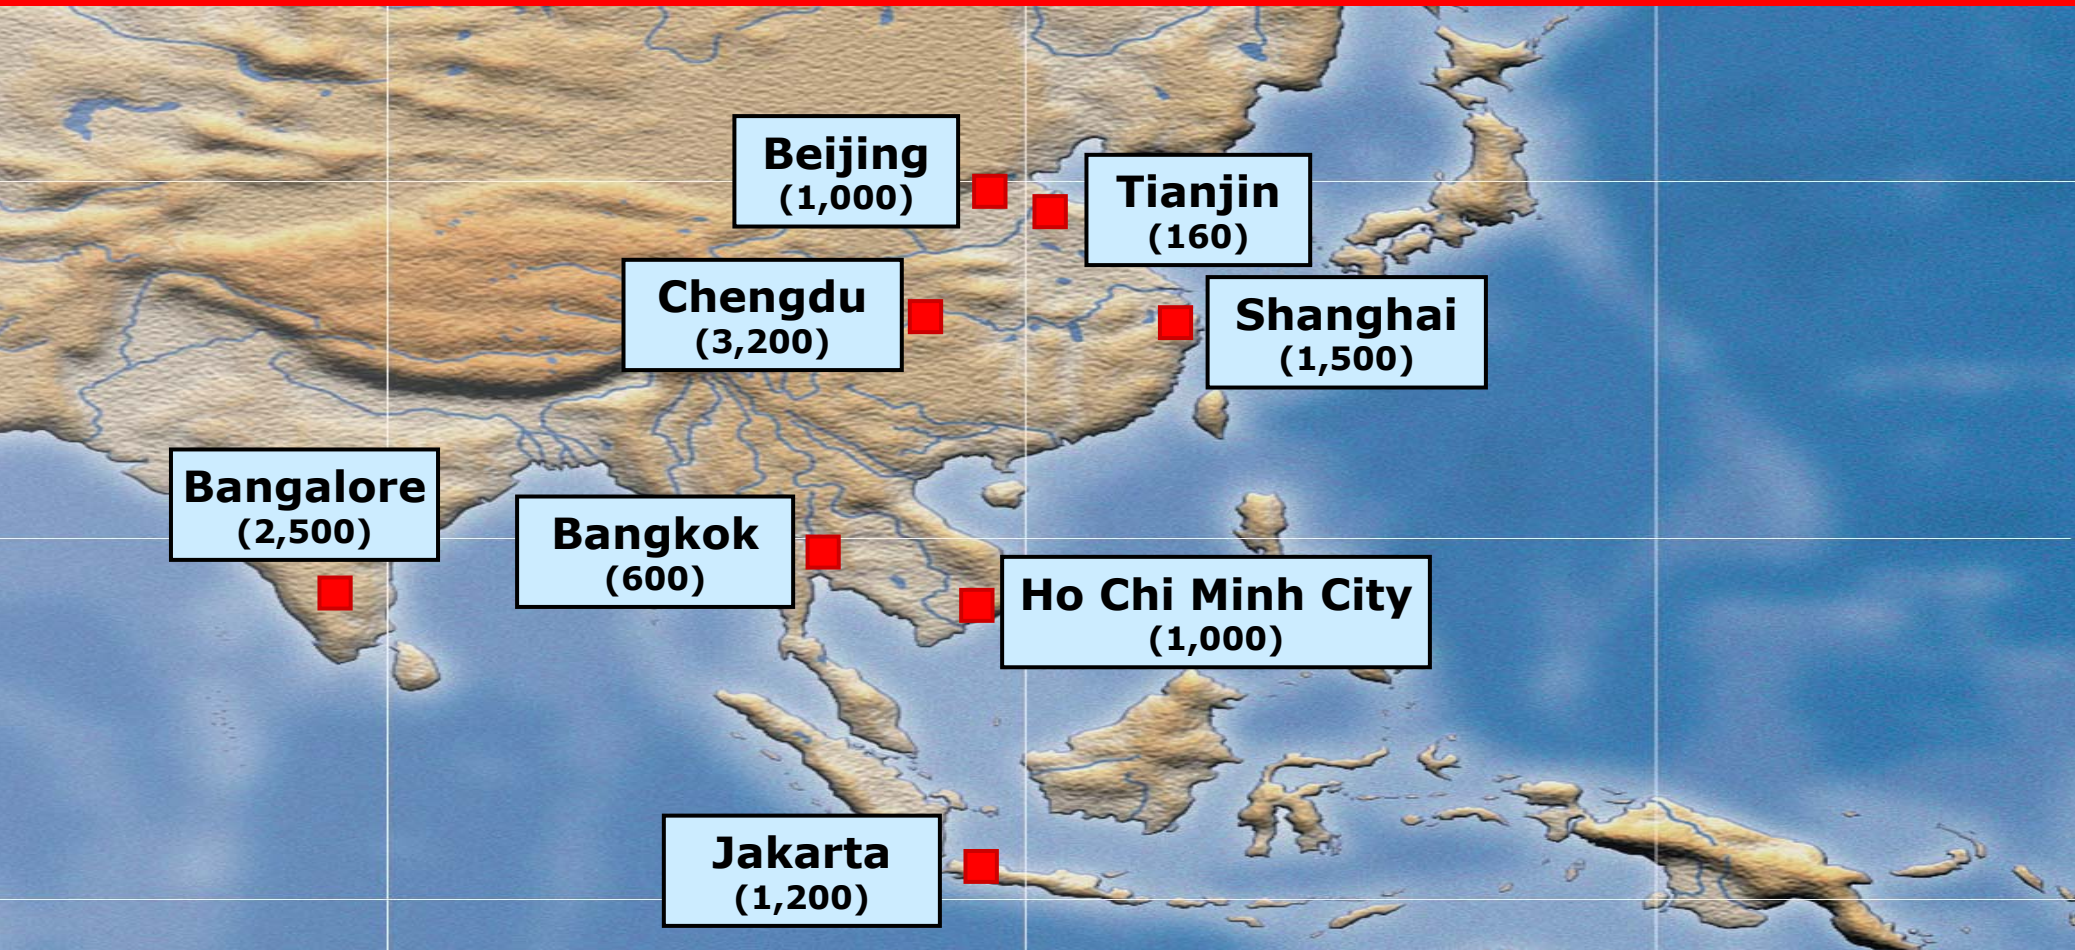 Beijing
(1,000)
Tianjin
(160)
Chengdu
(3,200)
Shanghai
(1,500)
Bangalore
(2,500)
Bangkok
(600)
Ho Chi Minh City
(1,000)
Jakarta
(1,200)